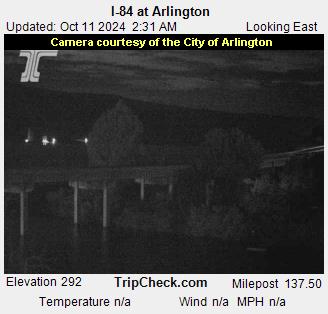 I-84 at Arlington
Updated: Oct 11 2024 2:31 AM Looking East
Camera courtesy of the City of Arlington
Elevation 292 TripCheck.com Milepost 137.50
Temperature n/a Wind n/a MPH n/a